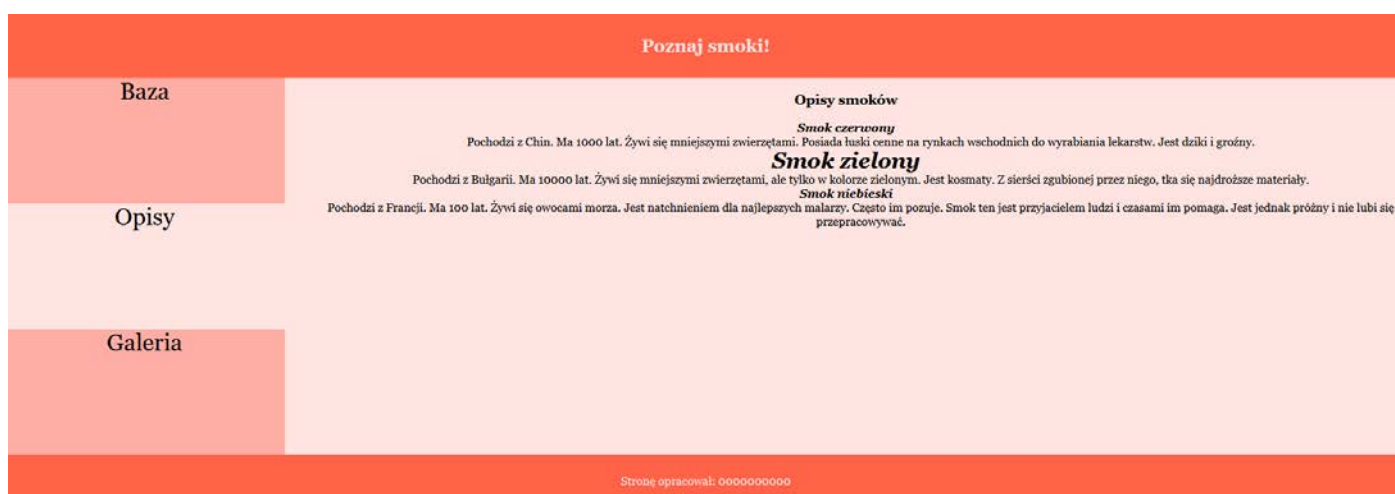 Poznaj smoki!
Baza
Opisy
Galeria
Opisy smoków
Smok czerwony
Pochodzi z Chin. Ma 1000 lat. Żywi się mniejszymi zwierzętami. Posiada łuski cenne na rynkach wschodnich do wyrabiania lekarstw. Jest dziki i groźny.
Smok zielony
Pochodzi z Bułgarii. Ma 10000 lat. Żywi się mniejszymi zwierzętami, ale tylko w kolorze zielonym. Jest kosmaty. Z sierści zgubionej przez niego, tka się najdroższe materiały.
Smok niebieski
Pochodzi z Francji. Ma 100 lat. Żywi się owocami morza. Jest natchnieniem dla najlepszych malarzy. Często im pozuje. Smok ten jest przyjacielem ludzi i czasami im pomaga. Jest jednak próżny i nie lubi się
przepracowywać.
Stronę opracował: 0000000000